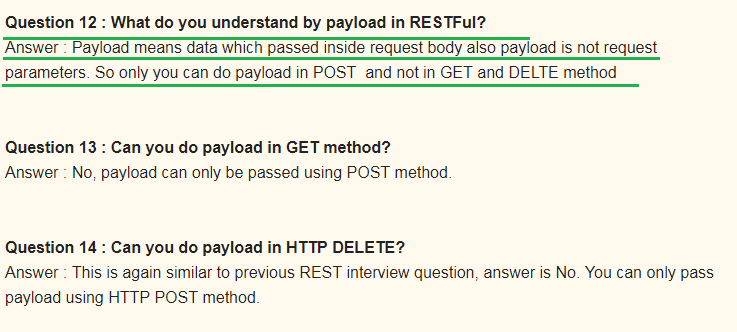 Question 12 : What do you understand by payload in RESTFul?
Answer : Payload means data which passed inside request body also payload is not request
parameters. So only you can do payload in POST  and not in GET and DELTE method
Question 13 : Can you do payload in GET method?
Answer : No, payload can only be passed using POST method.
Question 14 : Can you do payload in HTTP DELETE?
Answer : This is again similar to previous REST interview question, answer is No. You can only pass
payload using HTTP POST method.